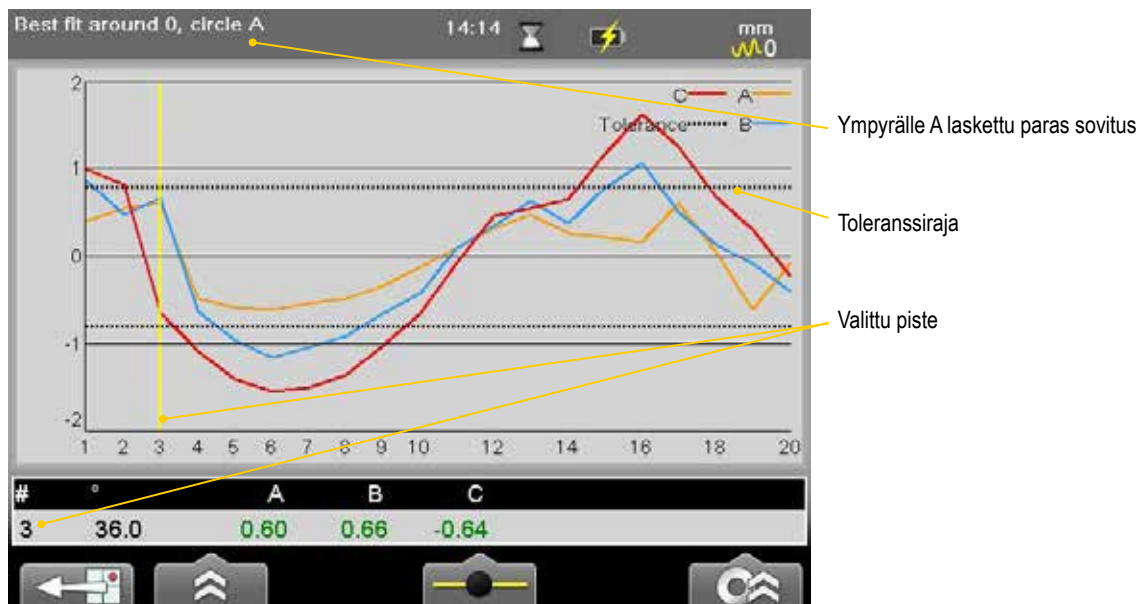 Best fit around 0, circle A
14:14
mm
0
2
C A
Tolerance B
1
0
-1
-2
1 2 3 4 5 6 7 8 9 10 12 14 16 18 20
# ° A B C
3 36.0 0.60 0.66 -0.64
Ympyrälle A laskettu paras sovitus
Toleranssiraja
Valittu piste